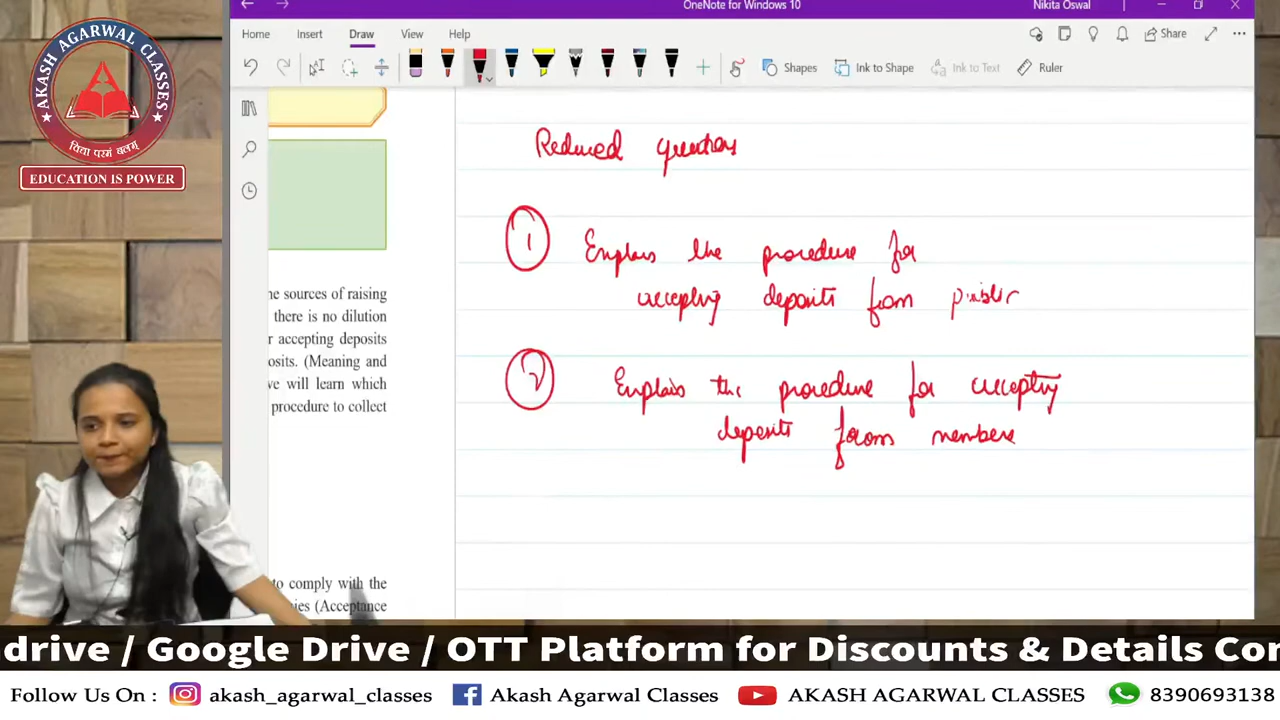 OneNote for Windows 10
Nikita Oswal
Home Insert Draw View Help
Share
Shapes Ink to Shape Ink to Text Ruler
AKASH AGARWAL CLASSES
विद्या परमं बलम्
EDUCATION IS POWER
Reduced questions
1 Explain the procedure for
accepting deposits from public
2 Explain the procedure for accepting
deposits from members
he sources of raising
there is no dilution
r accepting deposits
osits. (Meaning and
ve will learn which
procedure to collect
to comply with the
nies (Acceptance
drive / Google Drive / OTT Platform for Discounts & Details Con
Follow Us On : akash_agarwal_classes Akash Agarwal Classes AKASH AGARWAL CLASSES 8390693138